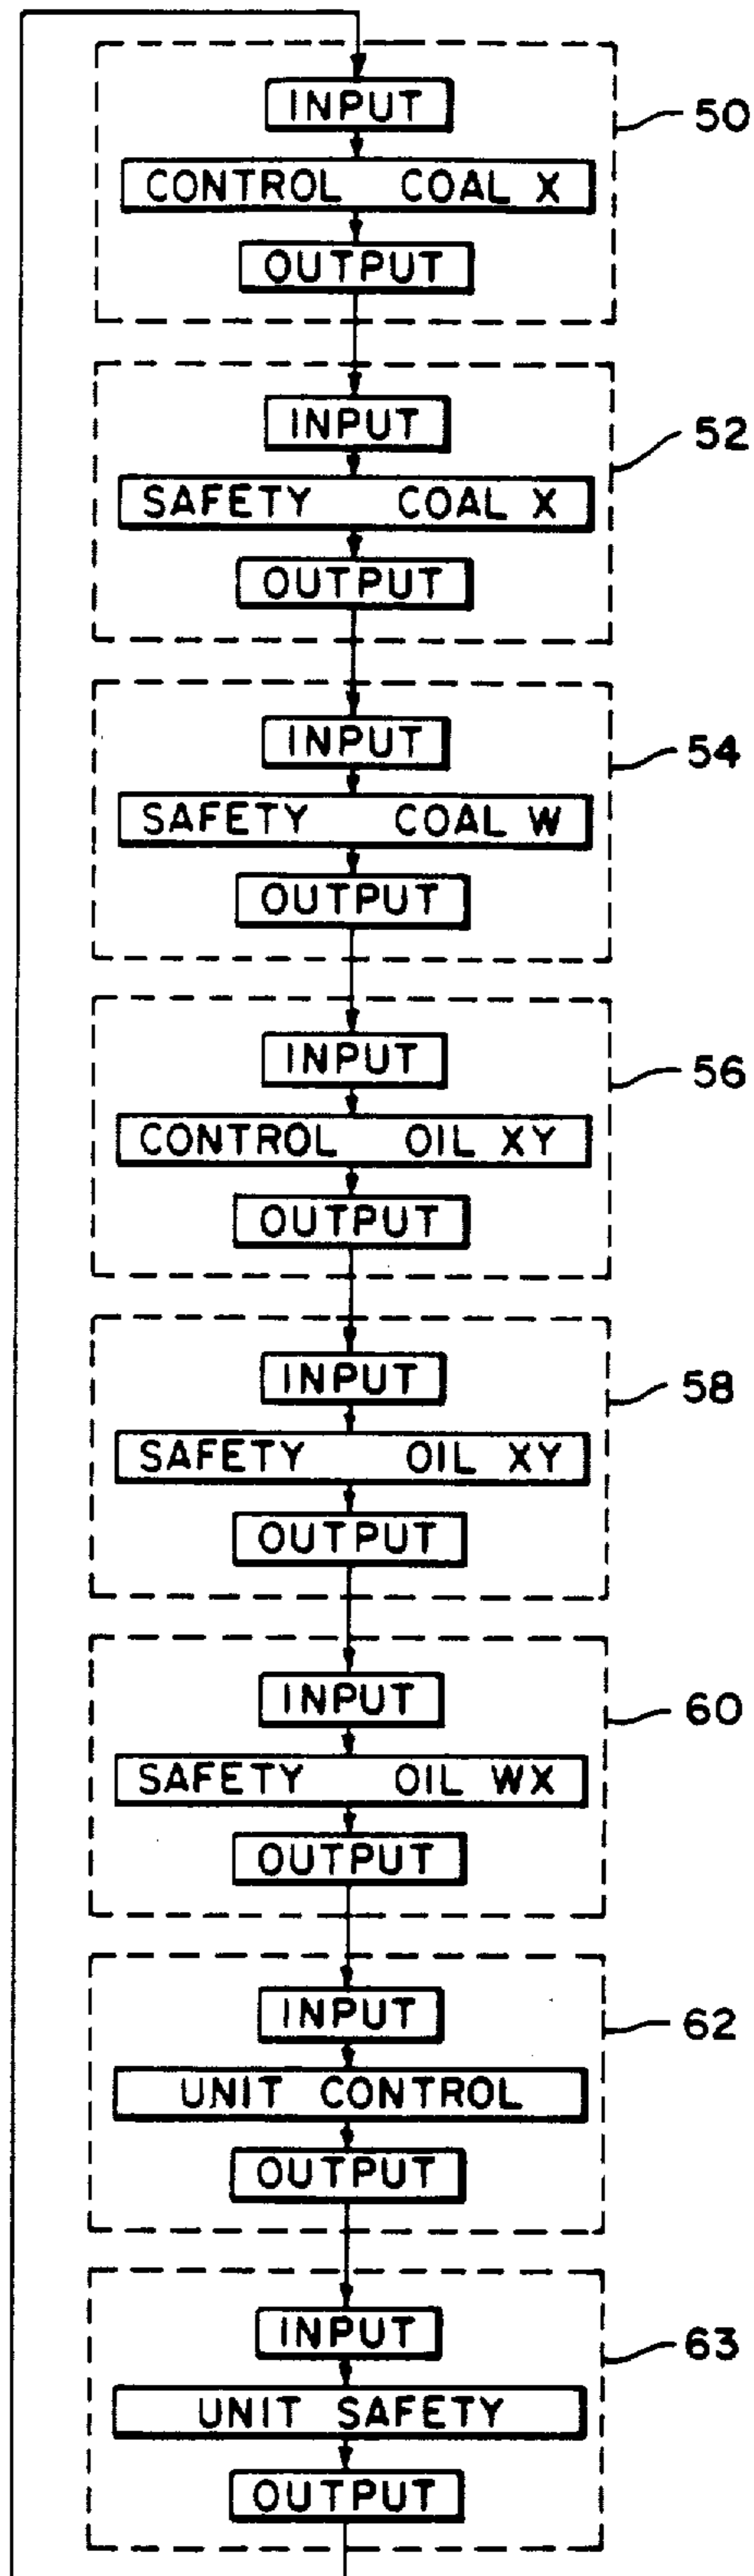 INPUT
50
CONTROL COAL X
OUTPUT
INPUT
52
SAFETY COAL X
OUTPUT
INPUT
54
SAFETY COAL W
OUTPUT
INPUT
56
CONTROL OIL XY
OUTPUT
INPUT
58
SAFETY OIL XY
OUTPUT
INPUT
60
SAFETY OIL WX
OUTPUT
INPUT
62
UNIT CONTROL
OUTPUT
INPUT
63
UNIT SAFETY
OUTPUT